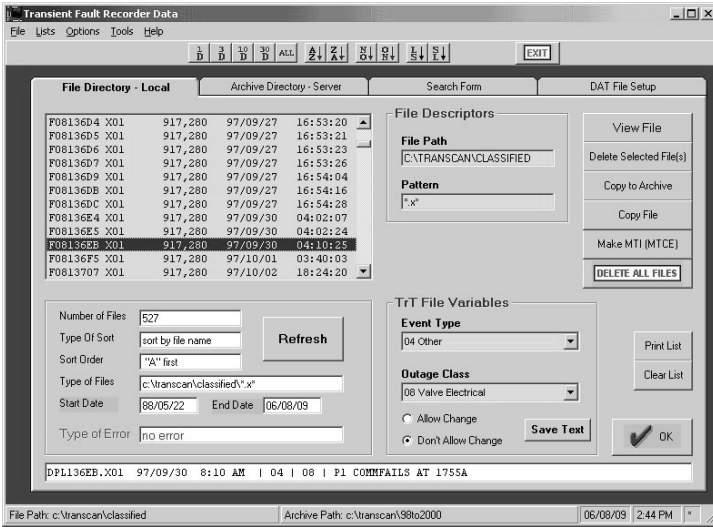 Transient Fault Recorder Data
File Lists Options Tools Help
1 D 3 D 10 D 30 D ALL A Z Z A N O O N L S S L EXIT
File Directory - Local Archive Directory - Server Search Form DAT File Setup
F08136D4 X01 917,280 97/09/27 16:53:20
F08136D5 X01 917,280 97/09/27 16:53:21
F08136D6 X01 917,280 97/09/27 16:53:23
F08136D7 X01 917,280 97/09/27 16:53:26
F08136D9 X01 917,280 97/09/27 16:54:04
F08136DB X01 917,280 97/09/27 16:54:16
F08136DC X01 917,280 97/09/27 16:54:28
F08136E4 X01 917,280 97/09/30 04:02:07
F08136E5 X01 917,280 97/09/30 04:02:24
F08136EB X01 917,280 97/09/30 04:10:25
F08136F5 X01 917,280 97/10/01 03:40:03
F0813707 X01 917,280 97/10/02 18:24:20
File Descriptors
File Path
C:\TRANSCAN\CLASSIFIED
Pattern
"*.x"
View File
Delete Selected File(s)
Copy to Archive
Copy File
Make MTI (MTCE)
DELETE ALL FILES
Number of Files 527
Type Of Sort sort by file name
Sort Order "A" first
Refresh
Type of Files c:\transcan\classified\*.x*
Start Date 88/05/22 End Date 06/08/09
Type of Error no error
TrT File Variables
Event Type
04 Other
Outage Class
08 Valve Electrical
Allow Change
Don't Allow Change
Save Text
Print List
Clear List
OK
DPL136EB.X01 97/09/30 8:10 AM | 04 | 08 | P1 COMMFAILS AT 1755A
File Path: c:\transcan\classified Archive Path: c:\transcan\98to2000 06/08/09 2:44 PM *